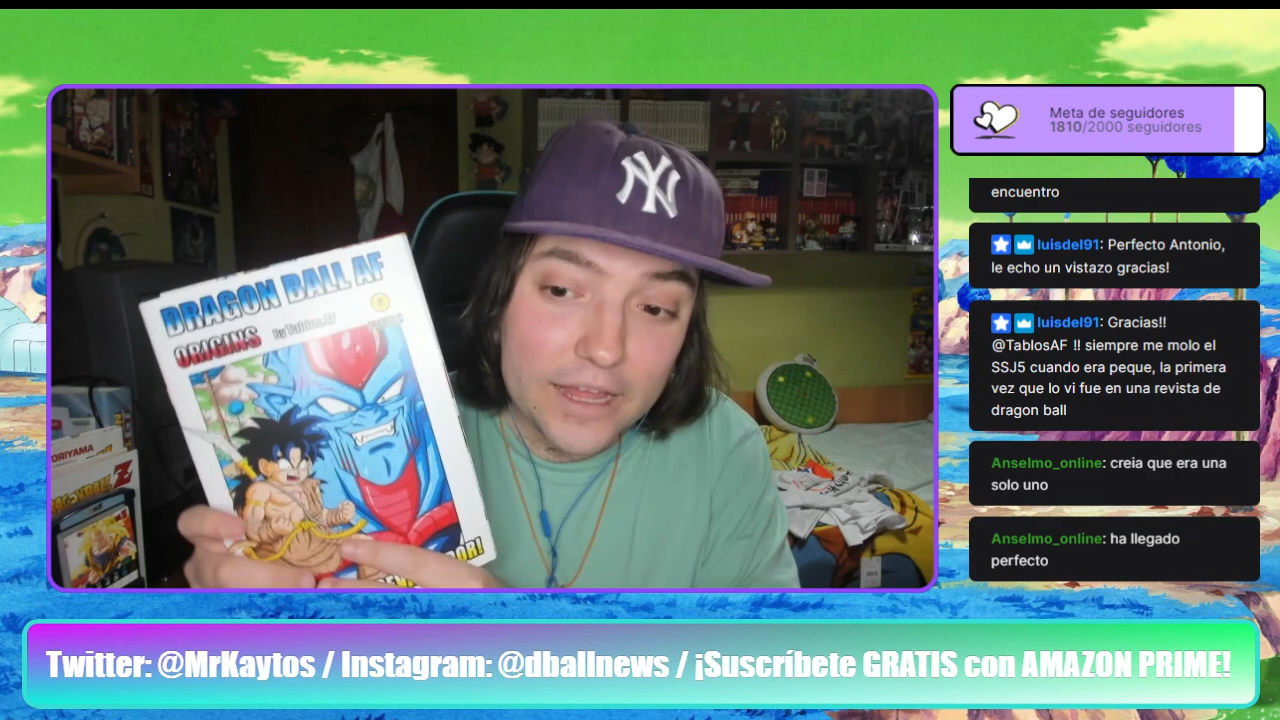 Meta de seguidores
1810/2000 seguidores
encuentro
luisdel91: Perfecto Antonio,
le echo un vistazo gracias!
luisdel91: Gracias!!
@TablosAF !! siempre me molo el
SSJ5 cuando era peque, la primera
vez que lo vi fue en una revista de
dragon ball
Anselmo_online: creia que era una
solo uno
Anselmo_online: ha llegado
perfecto
NY
DRAGON BALL AF
ORIGINS by Tablos AF
Twitter: @MrKaytos / Instagram: @dballnews / ¡Suscríbete GRATIS con AMAZON PRIME!